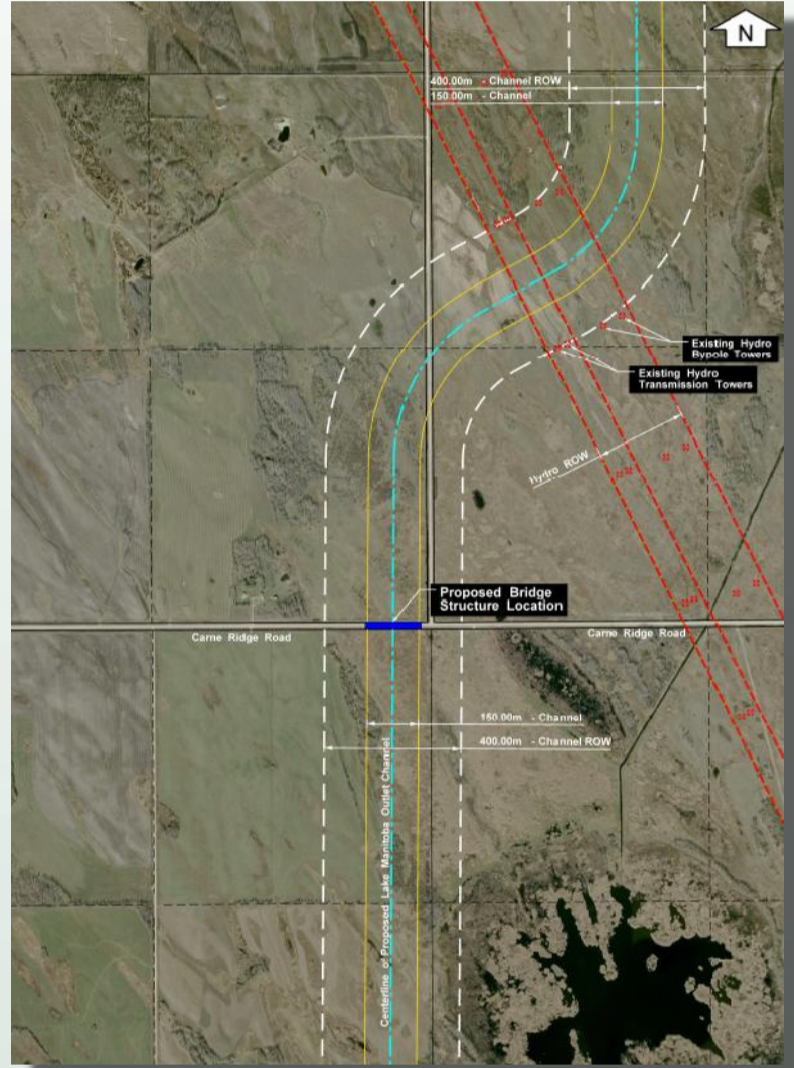 N
400.00m - Channel ROW
150.00m - Channel
Existing Hydro
Bypole Towers
Existing Hydro
Transmission Towers
Hydro ROW
Proposed Bridge
Structure Location
Carne Ridge Road
Carne Ridge Road
150.00m - Channel
400.00m - Channel ROW
Centerline of Proposed Lake Manitoba Outlet Channel